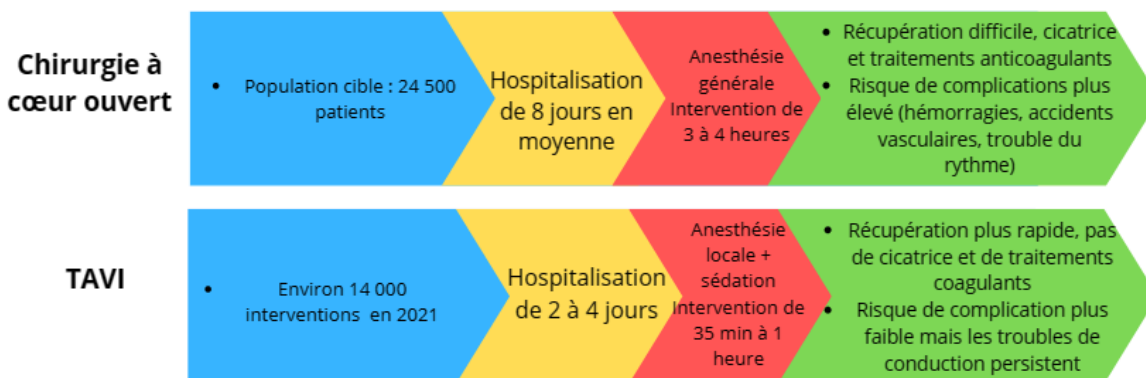 Chirurgie à
cœur ouvert
• Population cible : 24 500
patients
Hospitalisation
de 8 jours en
moyenne
Anesthésie
générale
Intervention de
3 à 4 heures
• Récupération difficile, cicatrice
et traitements anticoagulants
• Risque de complications plus
élevé (hémorragies, accidents
vasculaires, trouble du
rythme)
TAVI
• Environ 14 000
interventions en 2021
Hospitalisation
de 2 à 4 jours
Anesthésie
locale +
sédation
Intervention de
35 min à 1
heure
• Récupération plus rapide, pas
de cicatrice et de traitements
coagulants
• Risque de complication plus
faible mais les troubles de
conduction persistent